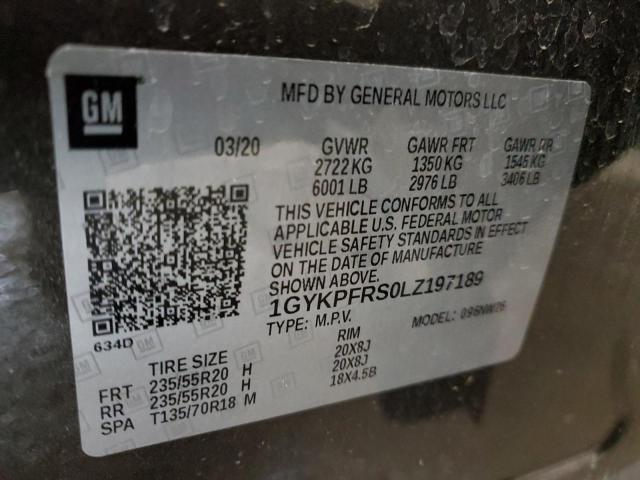 GM
MFD BY GENERAL MOTORS LLC
03/20 GVWR GAWR FRT GAWR RR
2722 KG 1350 KG 1545 KG
6001 LB 2976 LB 3406 LB
THIS VEHICLE CONFORMS TO ALL
APPLICABLE U.S. FEDERAL MOTOR
VEHICLE SAFETY STANDARDS IN EFFECT
ON THE DATE OF MANUFACTURE
SHOWN ABOVE.
1GYKPFRS0LZ197189
TYPE: M.P.V. MODEL: 096NW26
634D
TIRE SIZE RIM
FRT 235/55R20 H 20X8J
RR 235/55R20 H 20X8J
SPA T135/70R18 M 18X4.5B